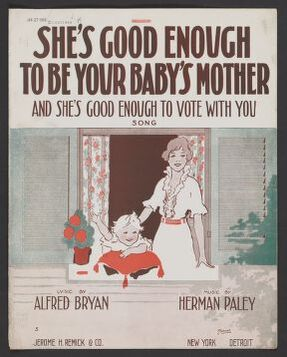 SHE'S GOOD ENOUGH
TO BE YOUR BABY'S MOTHER
AND SHE'S GOOD ENOUGH TO VOTE WITH YOU
SONG
LYRIC BY
ALFRED BRYAN
MUSIC BY
HERMAN PALEY
5
JEROME H. REMICK & CO.
NEW YORK DETROIT